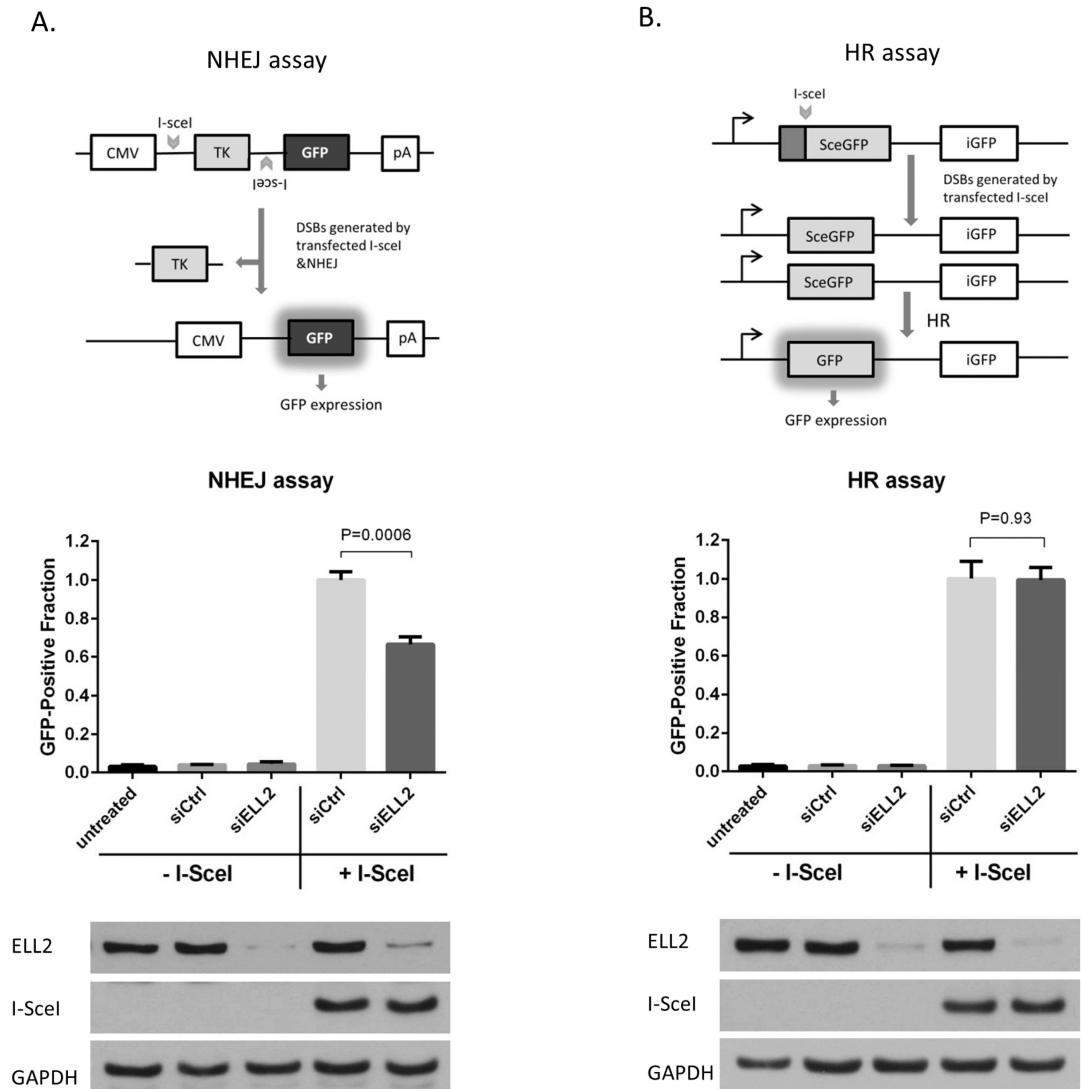 A.
NHEJ assay
I-sceI
CMV
TK
GFP
pA
I-sceI
DSBs generated by
transfected I-sceI
&NHEJ
TK
CMV
GFP
pA
GFP expression
NHEJ assay
P=0.0006
GFP-Positive Fraction
1.2
1.0
0.8
0.6
0.4
0.2
0.0
untreated
siCtrl
siELL2
siCtrl
siELL2
- I-SceI
+ I-SceI
ELL2
I-SceI
GAPDH
B.
HR assay
I-sceI
SceGFP
iGFP
DSBs generated by
transfected I-sceI
SceGFP
iGFP
SceGFP
iGFP
HR
GFP
iGFP
GFP expression
HR assay
P=0.93
GFP-Positive Fraction
1.2
1.0
0.8
0.6
0.4
0.2
0.0
untreated
siCtrl
siELL2
siCtrl
siELL2
- I-SceI
+ I-SceI
ELL2
I-SceI
GAPDH